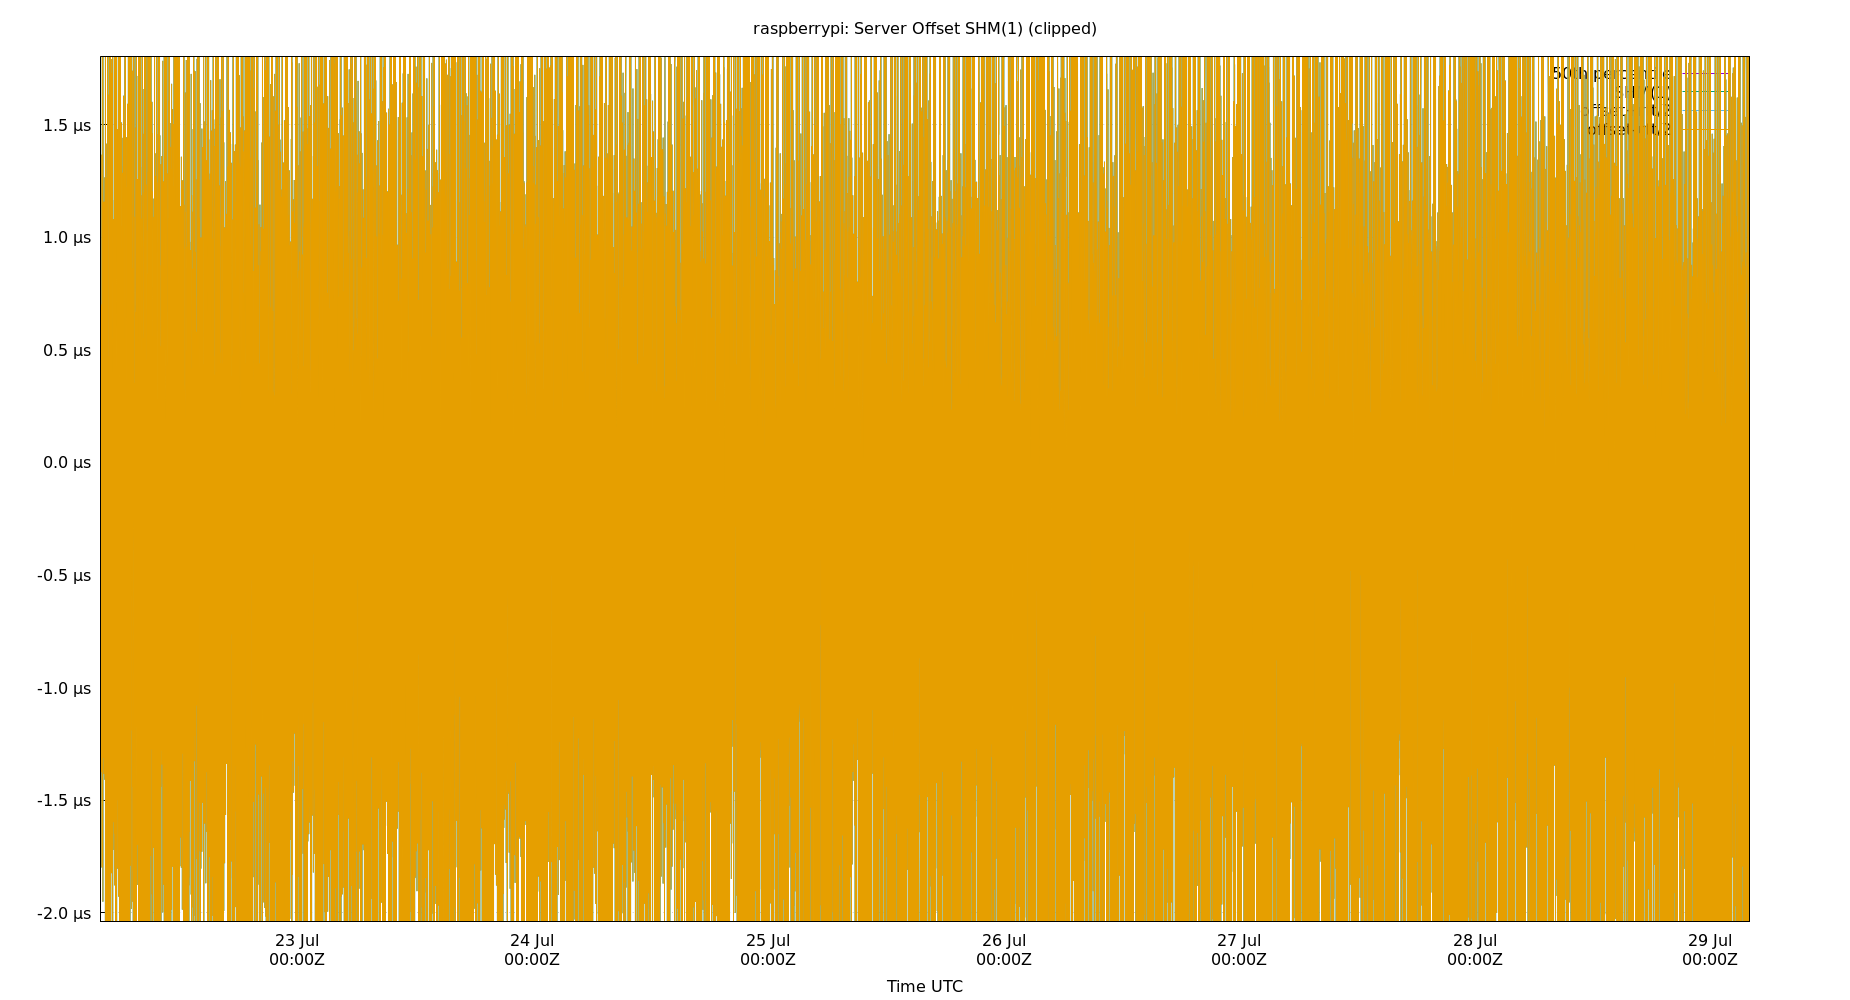 raspberrypi: Server Offset SHM(1) (clipped)
1.5 µs
1.0 µs
0.5 µs
0.0 µs
-0.5 µs
-1.0 µs
-1.5 µs
-2.0 µs
23 Jul
00:00Z
24 Jul
00:00Z
25 Jul
00:00Z
26 Jul
00:00Z
27 Jul
00:00Z
28 Jul
00:00Z
29 Jul
00:00Z
Time UTC